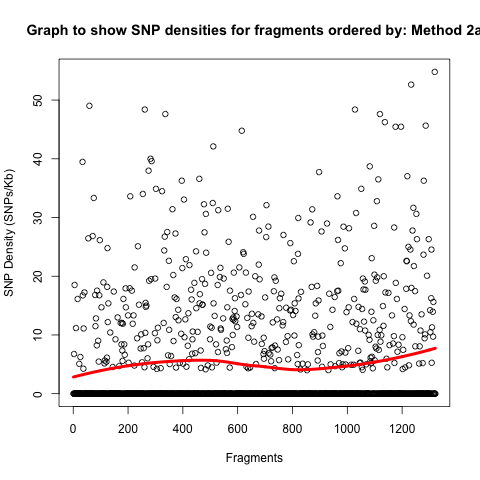 Graph to show SNP densities for fragments ordered by: Method 2a
SNP Density (SNPs/Kb)
50
40
30
20
10
0
0 200 400 600 800 1000 1200
Fragments